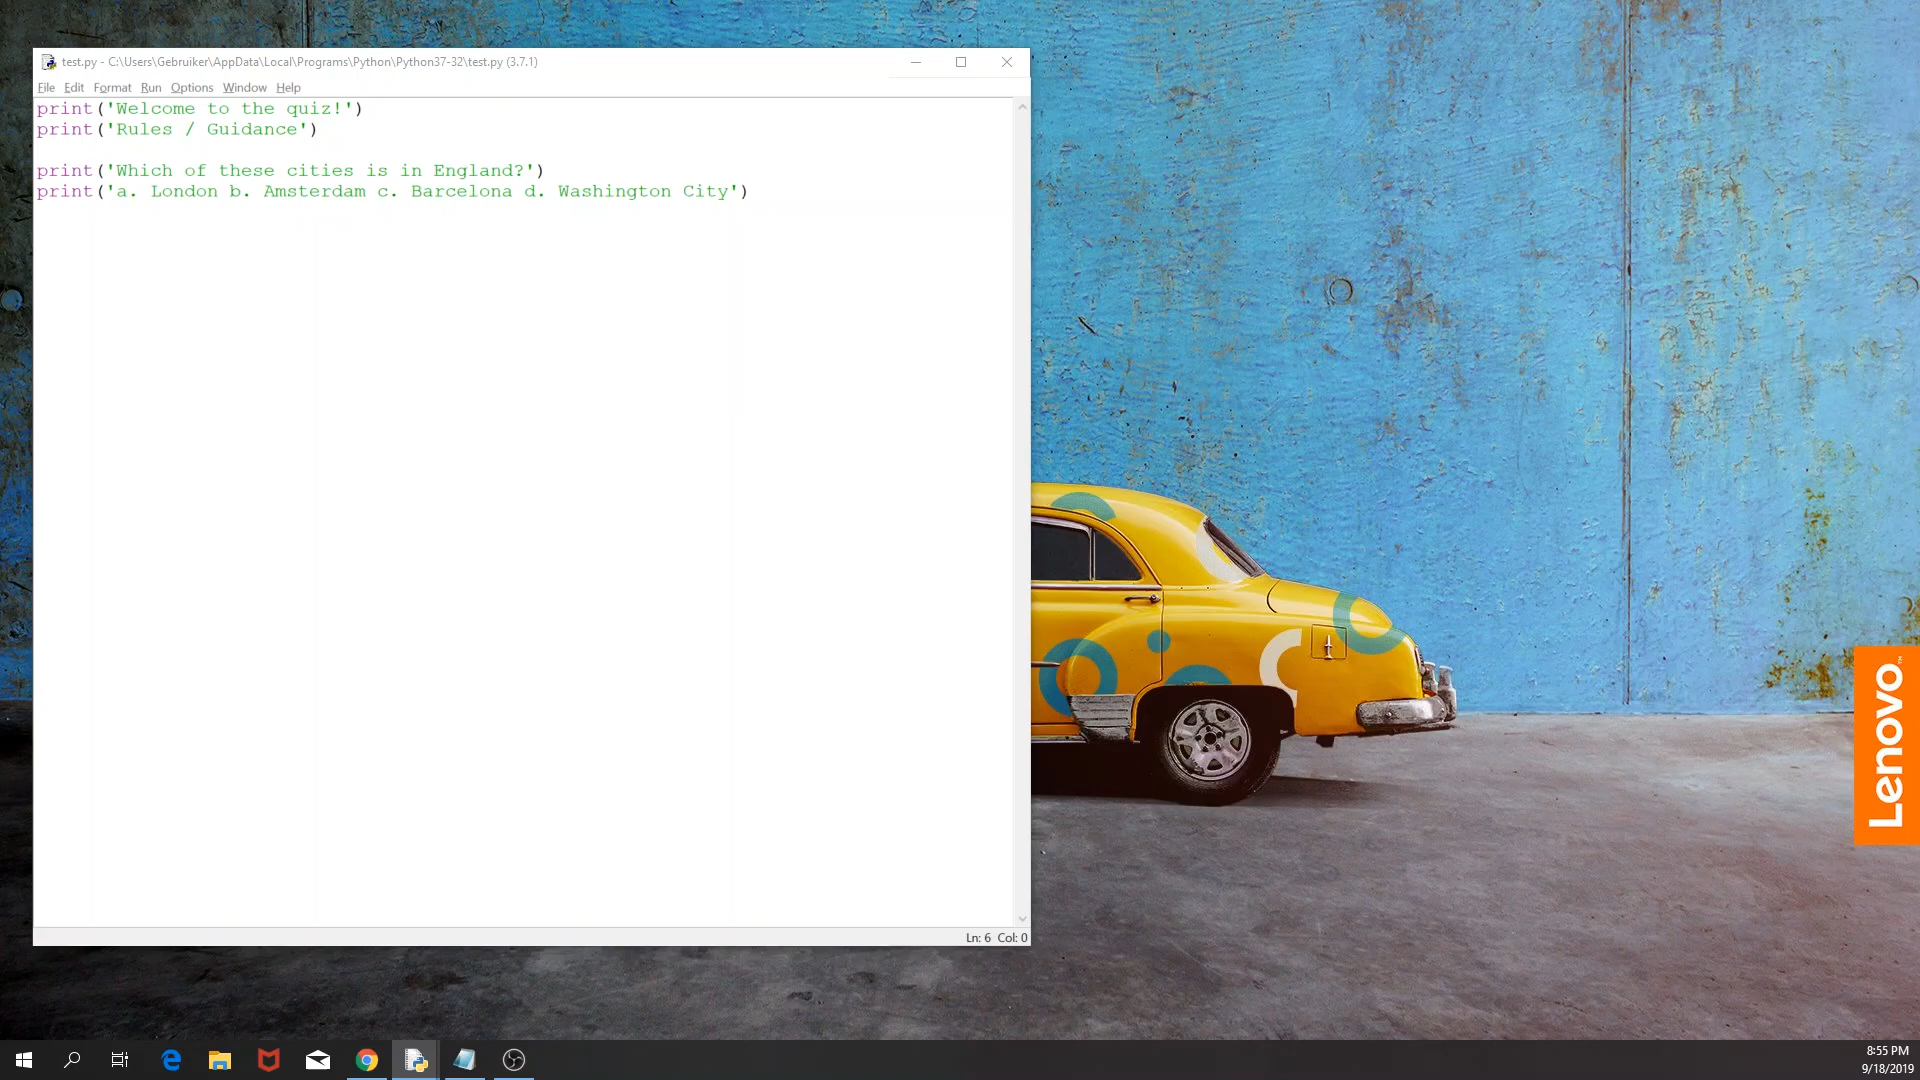 test.py - C:\Users\Gebruiker\AppData\Local\Programs\Python\Python37-32\test.py (3.7.1)
File Edit Format Run Options Window Help
print('Welcome to the quiz!')
print('Rules / Guidance')
print('Which of these cities is in England?')
print('a. London b. Amsterdam c. Barcelona d. Washington City')
Ln: 6 Col: 0
Lenovo™
8:55 PM
9/18/2019